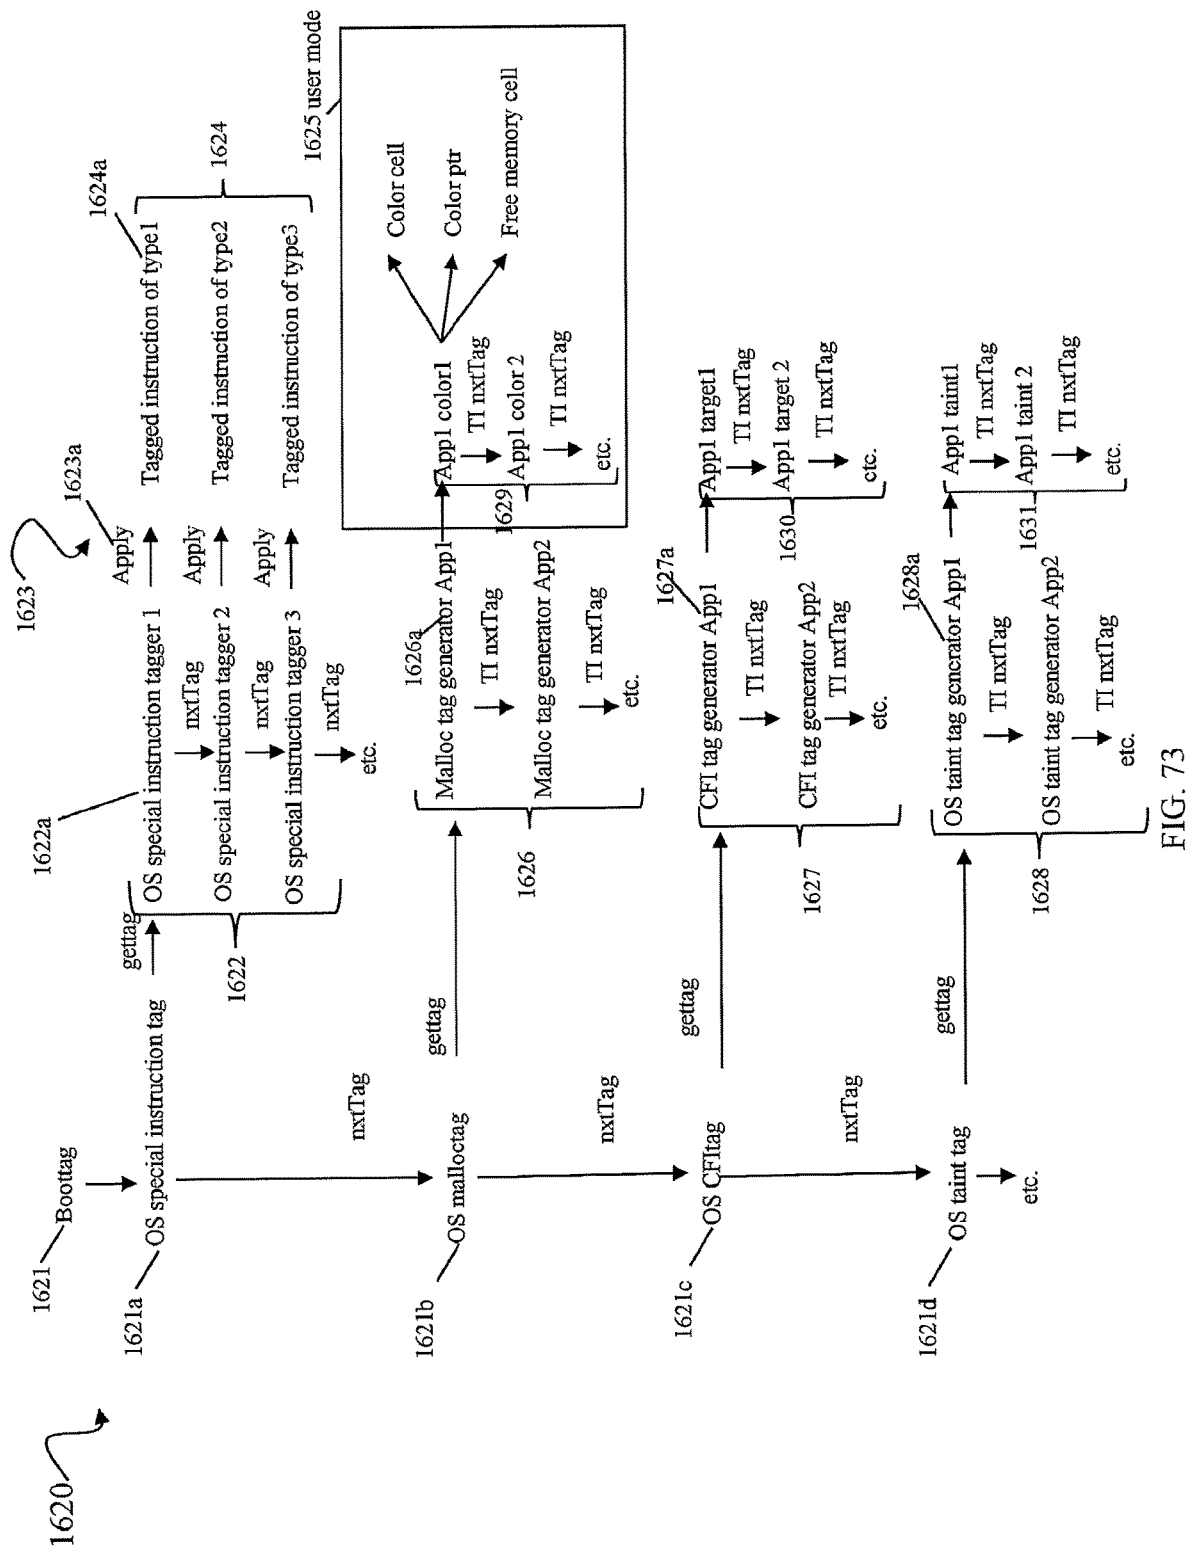 1620
1621
Boottag
1621a
OS special instruction tag
nxtTag
1621b
OS malloctag
nxtTag
1621c
OS CFItag
nxtTag
1621d
OS taint tag
etc.
gettag
1622
1622a
OS special instruction tagger 1
nxtTag
OS special instruction tagger 2
nxtTag
OS special instruction tagger 3
nxtTag
etc.
1623
1623a
Apply
Apply
Apply
1624a
Tagged instruction of type1
Tagged instruction of type2
Tagged instruction of type3
1624
gettag
1626
1626a
Malloc tag generator App1
TI nxtTag
Malloc tag generator App2
TI nxtTag
etc.
1625 user mode
1629
App1 color1
TI nxtTag
App1 color 2
TI nxtTag
etc.
Color cell
Color ptr
Free memory cell
gettag
1627
1627a
CFI tag generator App1
TI nxtTag
CFI tag generator App2
TI nxtTag
etc.
1630
App1 target1
TI nxtTag
App1 target 2
TI nxtTag
etc.
gettag
1628
1628a
OS taint tag generator App1
TI nxtTag
OS taint tag generator App2
TI nxtTag
etc.
1631
App1 taint1
TI nxtTag
App1 taint 2
TI nxtTag
etc.
FIG. 73